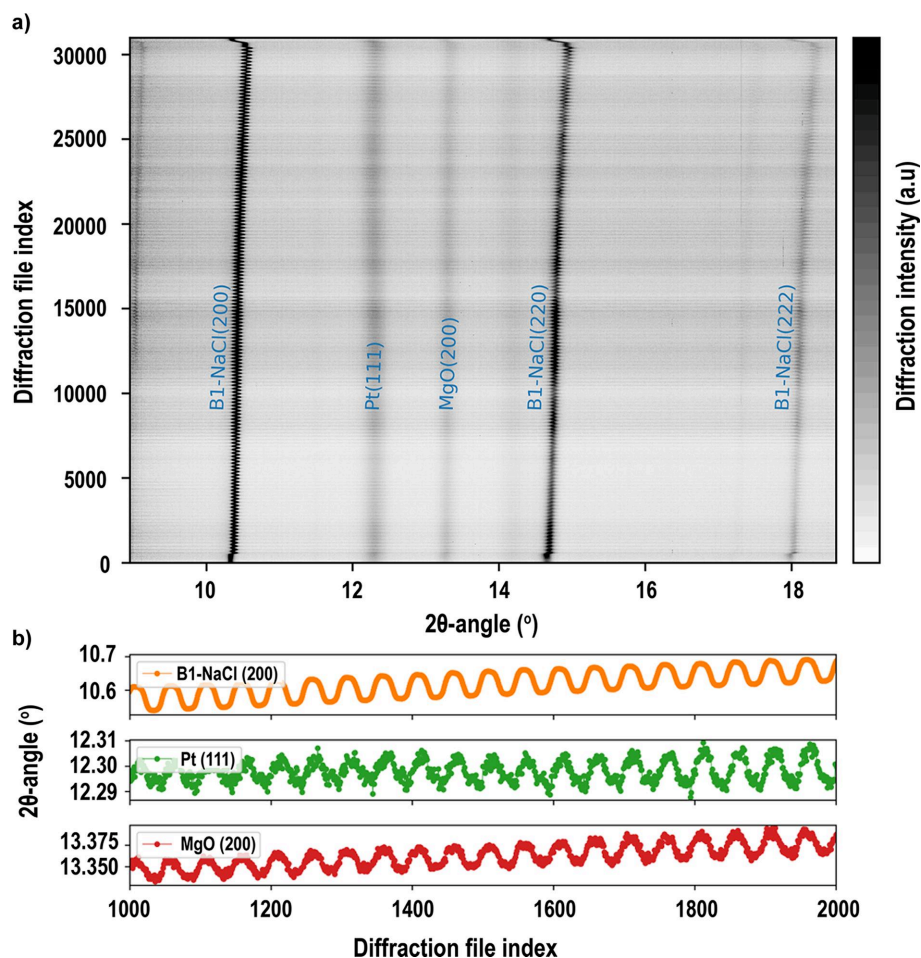 a)
30000
25000
20000
15000
10000
5000
0
Diffraction file index
B1-NaCl(200)
Pt(111)
MgO(200)
B1-NaCl(220)
B1-NaCl(222)
10
12
14
16
18
2θ-angle (°)
Diffraction intensity (a.u)
b)
10.7
10.6
B1-NaCl (200)
12.31
12.30
12.29
Pt (111)
13.375
13.350
MgO (200)
2θ-angle (°)
1000
1200
1400
1600
1800
2000
Diffraction file index